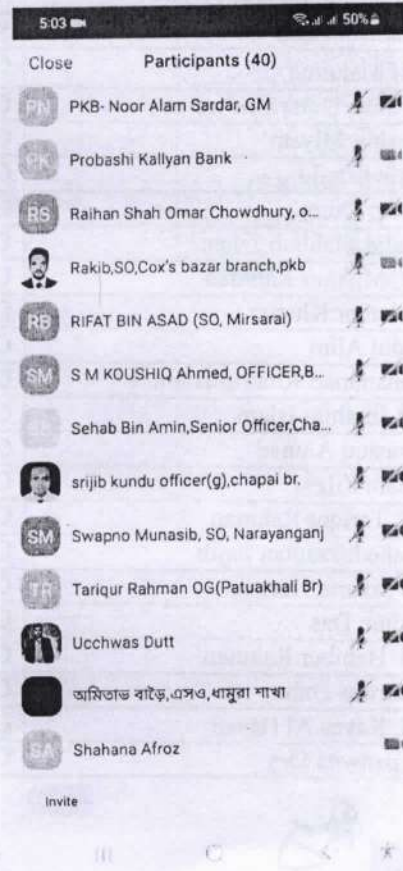 5:03 50%
Close Participants (40)
PN PKB- Noor Alam Sardar, GM
PK Probashi Kallyan Bank
RS Raihan Shah Omar Chowdhury, o...
Rakib,SO,Cox's bazar branch,pkb
RB RIFAT BIN ASAD (SO, Mirsarai)
SM S M KOUSHIQ Ahmed, OFFICER,B...
Sehab Bin Amin,Senior Officer,Cha...
srijib kundu officer(g),chapai br.
SM Swapno Munasib, SO, Narayanganj
TR Tariqur Rahman OG(Patuakhali Br)
Ucchwas Dutt
অমিতাভ বাড়ৈ,এসও,ধামুরা শাখা
SA Shahana Afroz
Invite